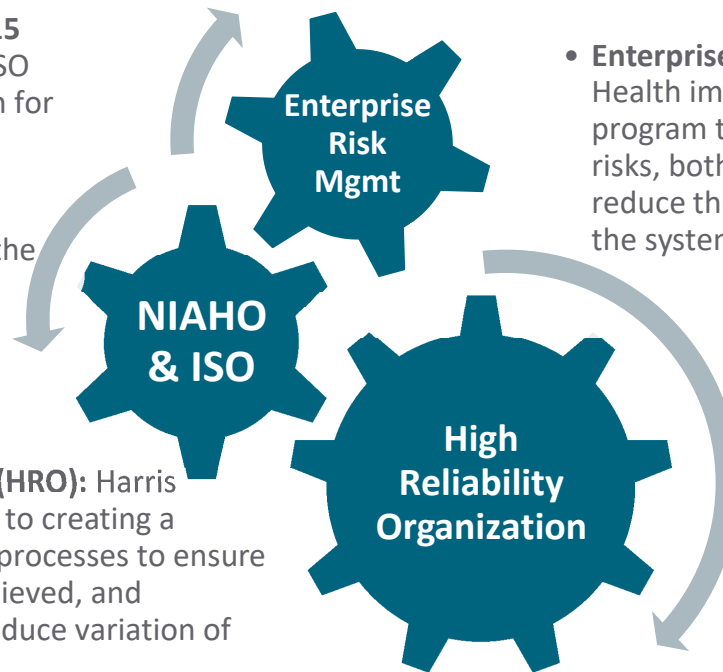 15
SO
n for
the
Enterprise
Risk
Mgmt
• Enterprise
Health im
program t
risks, both
reduce th
the system
NIAHO
& ISO
(HRO): Harris
to creating a
processes to ensure
ieved, and
duce variation of
High
Reliability
Organization